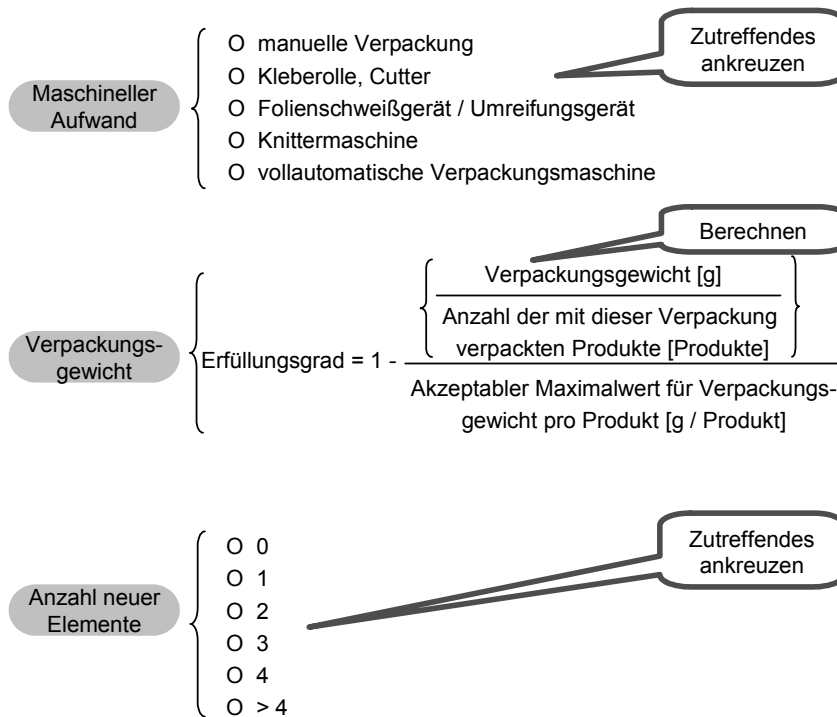 O manuelle Verpackung
O Kleberolle, Cutter
O Folienschweißgerät / Umreifungsgerät
O Knittermaschine
O vollautomatische Verpackungsmaschine
Maschineller
Aufwand
Zutreffendes
ankreuzen
Berechnen
Verpackungs-
gewicht
Erfüllungsgrad = 1 -
Verpackungsgewicht [g]
Anzahl der mit dieser Verpackung
verpackten Produkte [Produkte]
Akzeptabler Maximalwert für Verpackungs-
gewicht pro Produkt [g / Produkt]
Anzahl neuer
Elemente
O 0
O 1
O 2
O 3
O 4
O > 4
Zutreffendes
ankreuzen